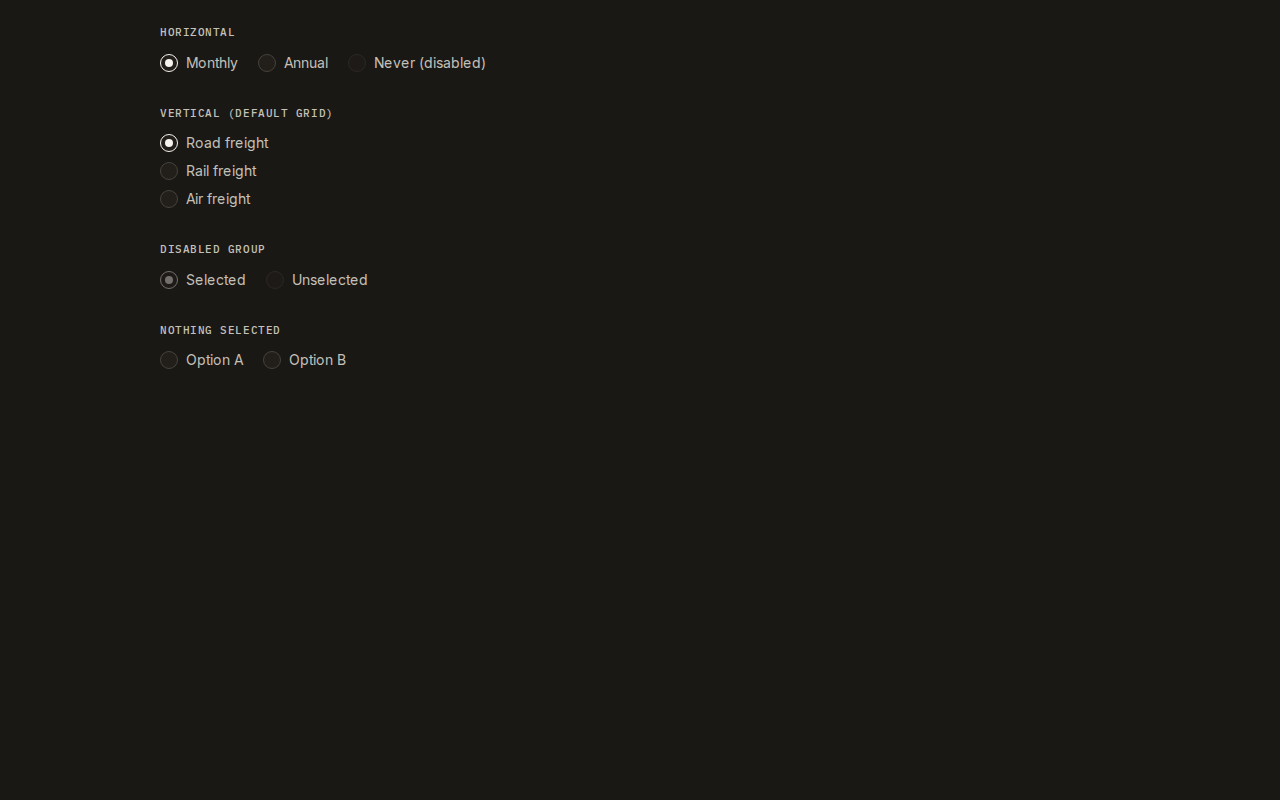 HORIZONTAL
Monthly Annual Never (disabled)
VERTICAL (DEFAULT GRID)
Road freight
Rail freight
Air freight
DISABLED GROUP
Selected Unselected
NOTHING SELECTED
Option A Option B